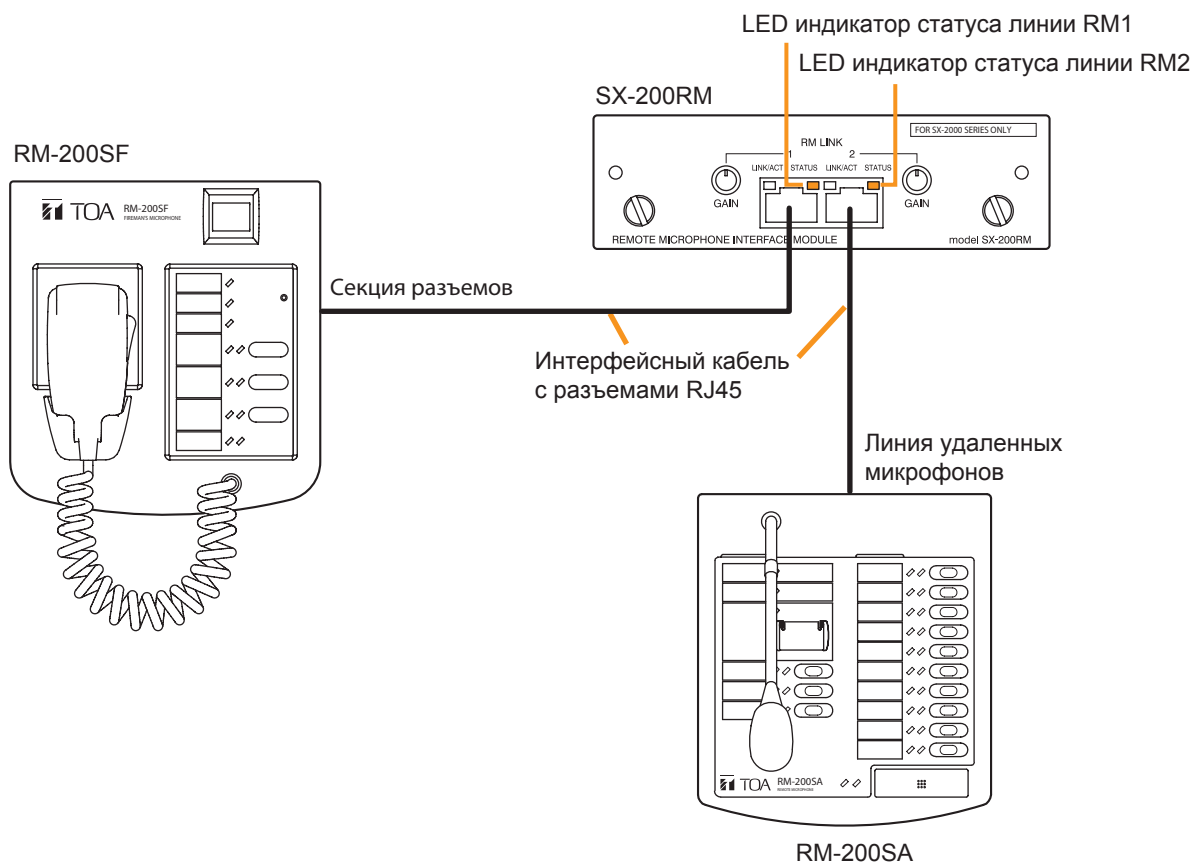 LED индикатор статуса линии RM1
LED индикатор статуса линии RM2
SX-200RM
FOR SX-2000 SERIES ONLY
RM LINK
1 2
LINK/ACT STATUS LINK/ACT STATUS
GAIN GAIN
REMOTE MICROPHONE INTERFACE MODULE model SX-200RM
RM-200SF
TOA RM-200SF
FIREMAN'S MICROPHONE
Секция разъемов
Интерфейсный кабель
с разъемами RJ45
Линия удаленных
микрофонов
TOA RM-200SA
REMOTE MICROPHONE
RM-200SA